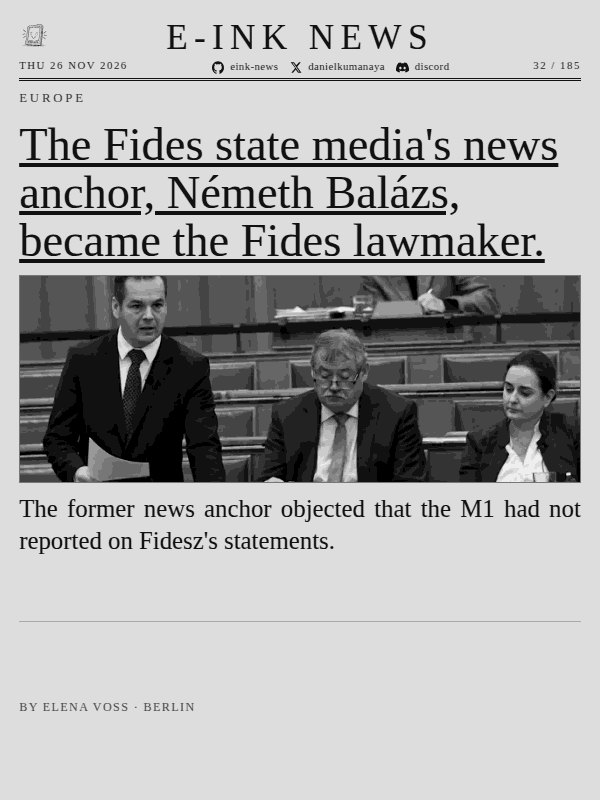 E-INK NEWS
THU 26 NOV 2026
eink-news danielkumanaya discord
32 / 185
EUROPE
The Fides state media's news
anchor, Németh Balázs,
became the Fides lawmaker.
The former news anchor objected that the M1 had not
reported on Fidesz's statements.
BY ELENA VOSS · BERLIN